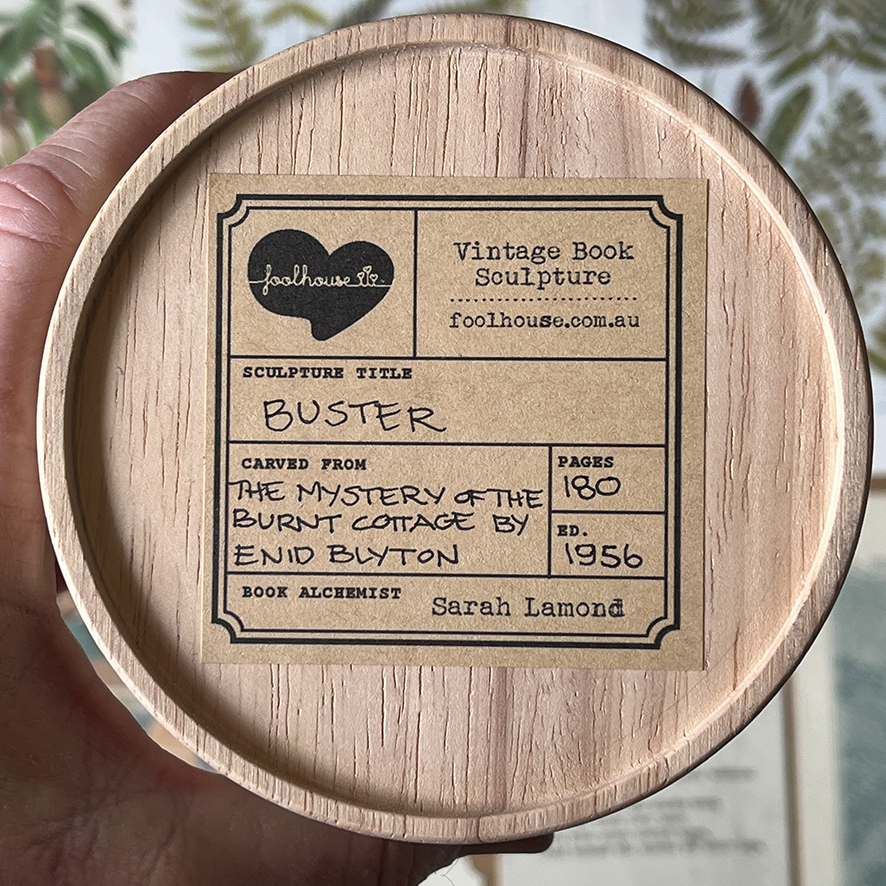 foolhouse
Vintage Book
Sculpture
foolhouse.com.au
SCULPTURE TITLE
BUSTER
CARVED FROM
THE MYSTERY OF THE
BURNT COTTAGE BY
ENID BLYTON
PAGES
180
ED.
1956
BOOK ALCHEMIST
Sarah Lamond